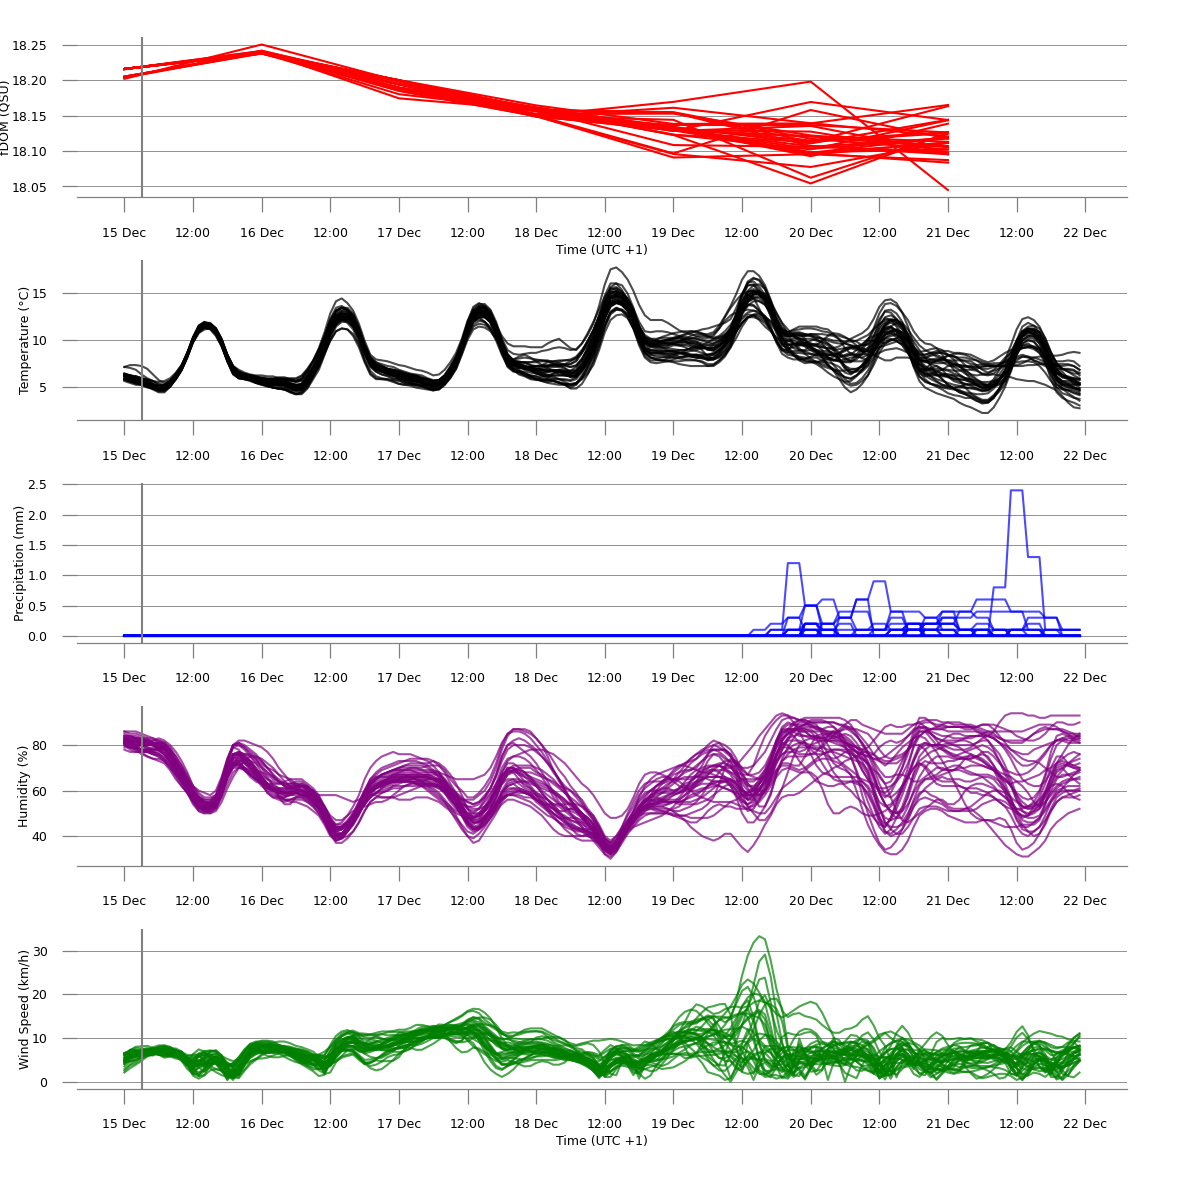 18.25
18.20
18.15
18.10
18.05
fDOM (QSU)
15 Dec 12:00 16 Dec 12:00 17 Dec 12:00 18 Dec 12:00 19 Dec 12:00 20 Dec 12:00 21 Dec 12:00 22 Dec
Time (UTC +1)
15
10
5
Temperature (°C)
15 Dec 12:00 16 Dec 12:00 17 Dec 12:00 18 Dec 12:00 19 Dec 12:00 20 Dec 12:00 21 Dec 12:00 22 Dec
2.5
2.0
1.5
1.0
0.5
0.0
Precipitation (mm)
15 Dec 12:00 16 Dec 12:00 17 Dec 12:00 18 Dec 12:00 19 Dec 12:00 20 Dec 12:00 21 Dec 12:00 22 Dec
80
60
40
Humidity (%)
15 Dec 12:00 16 Dec 12:00 17 Dec 12:00 18 Dec 12:00 19 Dec 12:00 20 Dec 12:00 21 Dec 12:00 22 Dec
30
20
10
0
Wind Speed (km/h)
15 Dec 12:00 16 Dec 12:00 17 Dec 12:00 18 Dec 12:00 19 Dec 12:00 20 Dec 12:00 21 Dec 12:00 22 Dec
Time (UTC +1)